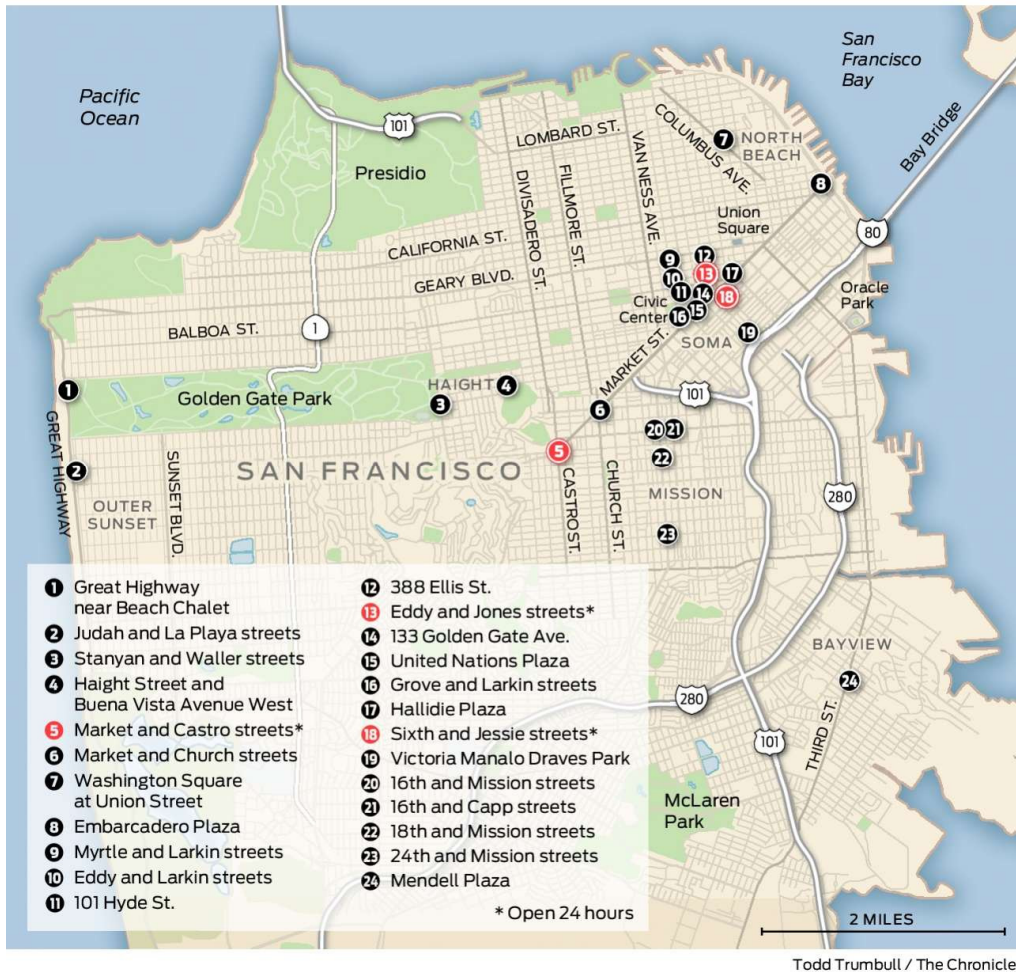 Pacific
Ocean
San
Francisco
Bay
101
Presidio
LOMBARD ST.
COLUMBUS AVE.
7
NORTH
BEACH
Bay Bridge
8
VAN NESS AVE.
DIVISADERO ST.
FILLMORE ST.
Union
Square
80
CALIFORNIA ST.
GEARY BLVD.
9
12
10
13
17
11
14
18
Civic
Center
16
15
Oracle
Park
BALBOA ST.
1
MARKET ST.
SOMA
19
1
Golden Gate Park
HAIGHT
4
3
6
101
GREAT HIGHWAY
2
5
20
21
22
SAN FRANCISCO
SUNSET BLVD.
CASTRO ST.
CHURCH ST.
MISSION
280
OUTER
SUNSET
23
BAYVIEW
24
280
101
THIRD ST.
McLaren
Park
1 Great Highway
near Beach Chalet
2 Judah and La Playa streets
3 Stanyan and Waller streets
4 Haight Street and
Buena Vista Avenue West
5 Market and Castro streets*
6 Market and Church streets
7 Washington Square
at Union Street
8 Embarcadero Plaza
9 Myrtle and Larkin streets
10 Eddy and Larkin streets
11 101 Hyde St.
12 388 Ellis St.
13 Eddy and Jones streets*
14 133 Golden Gate Ave.
15 United Nations Plaza
16 Grove and Larkin streets
17 Hallidie Plaza
18 Sixth and Jessie streets*
19 Victoria Manalo Draves Park
20 16th and Mission streets
21 16th and Capp streets
22 18th and Mission streets
23 24th and Mission streets
24 Mendell Plaza
* Open 24 hours
2 MILES
Todd Trumbull / The Chronicle